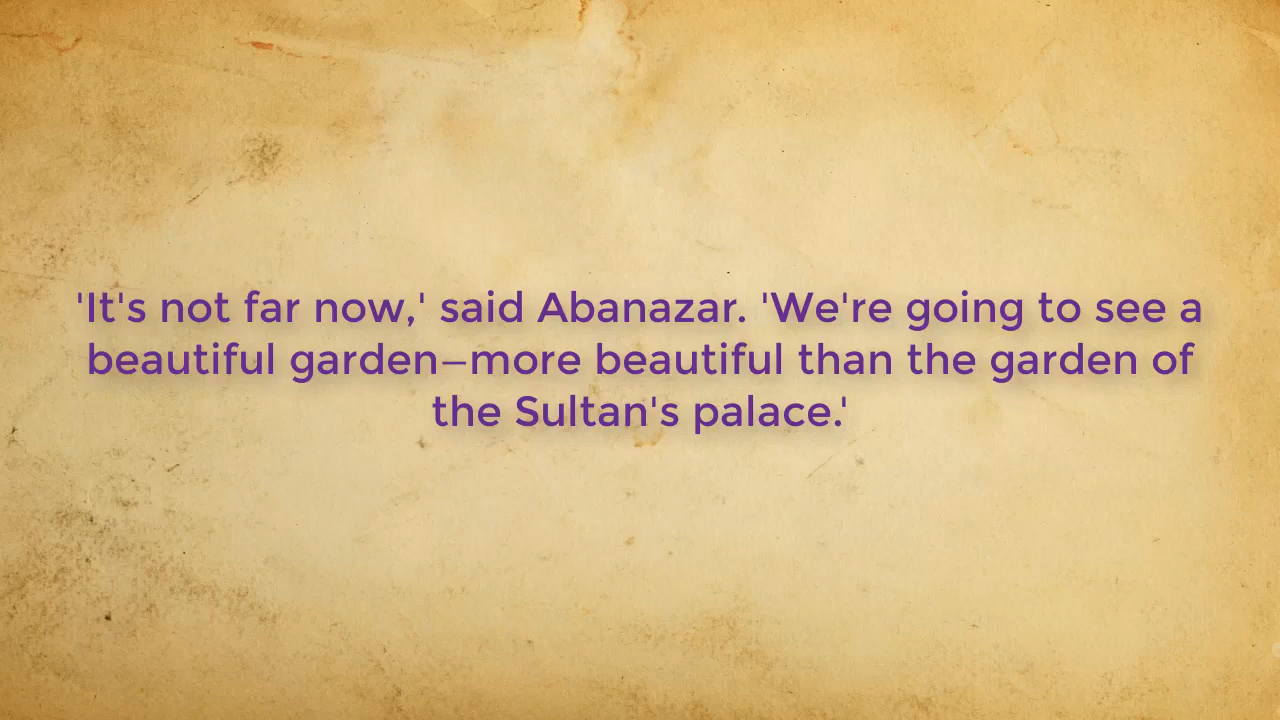 'It's not far now,' said Abanazar. 'We're going to see a
beautiful garden—more beautiful than the garden of
the Sultan's palace.'